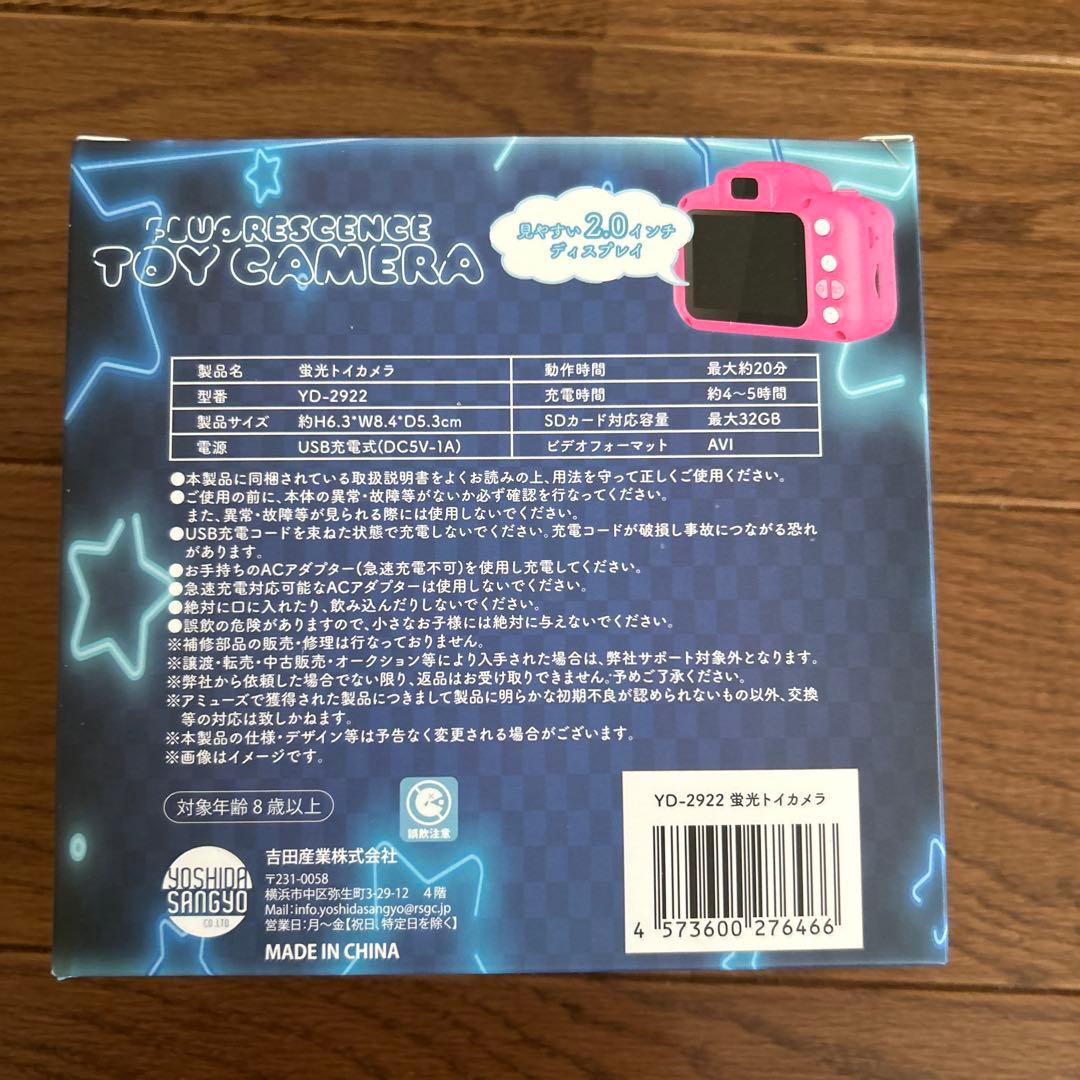 FLUORESCENCE
TOY CAMERA
見やすい2.0インチ
ディスプレイ
製品名 蛍光トイカメラ 動作時間 最大約20分
型番 YD-2922 充電時間 約4～5時間
製品サイズ 約H6.3*W8.4*D5.3cm SDカード対応容量 最大32GB
電源 USB充電式(DC5V-1A) ビデオフォーマット AVI
●本製品に同梱されている取扱説明書をよくお読みの上、用法を守って正しくご使用ください。
●ご使用の前に、本体の異常・故障等がないか必ず確認を行なってください。
また、異常・故障等が見られる際には使用しないでください。
●USB充電コードを束ねた状態で充電しないでください。充電コードが破損し事故につながる恐れ
があります。
●お手持ちのACアダプター(急速充電不可)を使用し充電してください。
●急速充電対応可能なACアダプターは使用しないでください。
●絶対に口に入れたり、飲み込んだりしないでください。
●誤飲の危険がありますので、小さなお子様には絶対に与えないでください。
※補修部品の販売・修理は行なっておりません。
※譲渡・転売・中古販売・オークション等により入手された場合は、弊社サポート対象外となります。
※弊社から依頼した場合でない限り、返品はお受け取りできません。予めご了承ください。
※アミューズで獲得された製品につきまして製品に明らかな初期不良が認められないもの以外、交換
等の対応は致しかねます。
※本製品の仕様・デザイン等は予告なく変更される場合がございます。
※画像はイメージです。
対象年齢8歳以上
誤飲注意
YD-2922 蛍光トイカメラ
4 573600 276466
YOSHIDA
SANGYO
CO.LTD
吉田産業株式会社
〒231-0058
横浜市中区弥生町3-29-12 4階
Mail:info.yoshidasangyo@rsgc.jp
営業日:月～金【祝日、特定日を除く】
MADE IN CHINA